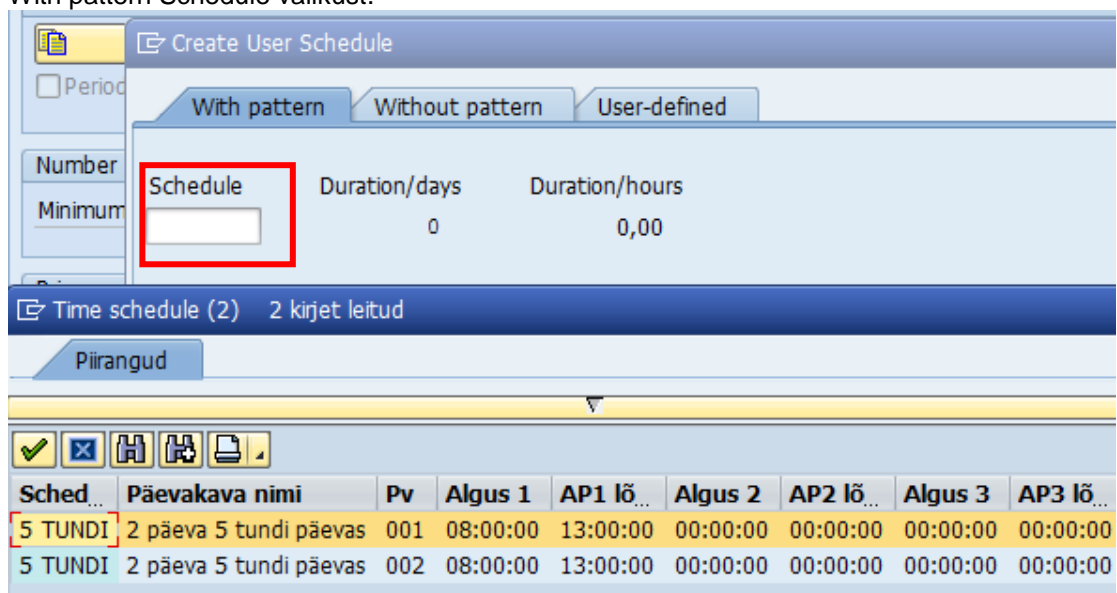 With pattern Schedule valikust:
Create User Schedule
Period
With pattern Without pattern User-defined
Number
Schedule Duration/days Duration/hours
Minimum
0 0,00
Time schedule (2) 2 kirjet leitud
Piirangud
Sched... Päevakava nimi Pv Algus 1 AP1 lõ... Algus 2 AP2 lõ... Algus 3 AP3 lõ...
5 TUNDI 2 päeva 5 tundi päevas 001 08:00:00 13:00:00 00:00:00 00:00:00 00:00:00 00:00:00
5 TUNDI 2 päeva 5 tundi päevas 002 08:00:00 13:00:00 00:00:00 00:00:00 00:00:00 00:00:00